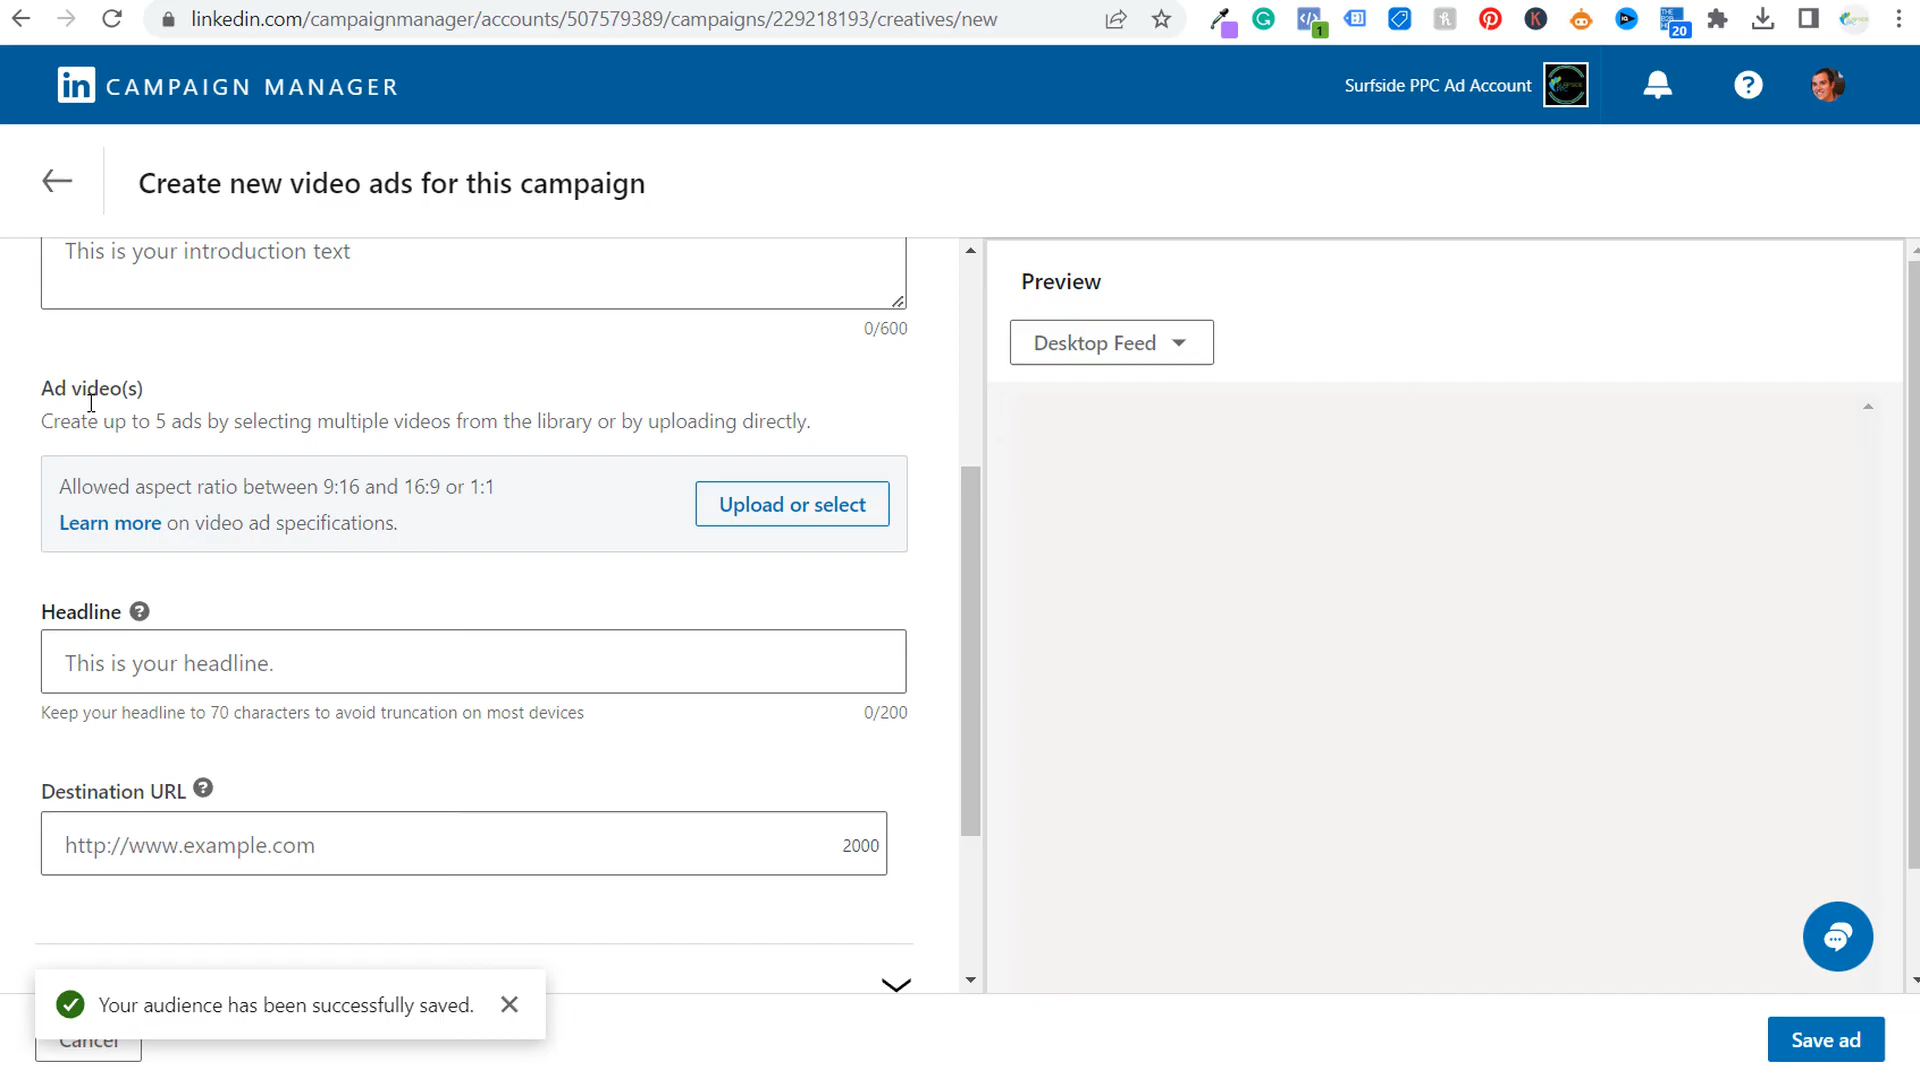 linkedin.com/campaignmanager/accounts/507579389/campaigns/229218193/creatives/new
1
20
in CAMPAIGN MANAGER
Surfside PPC Ad Account
Create new video ads for this campaign
This is your introduction text
0/600
Ad video(s)
Create up to 5 ads by selecting multiple videos from the library or by uploading directly.
Allowed aspect ratio between 9:16 and 16:9 or 1:1
Learn more on video ad specifications.
Upload or select
Headline
This is your headline.
Keep your headline to 70 characters to avoid truncation on most devices
0/200
Destination URL
http://www.example.com
2000
Preview
Desktop Feed
Your audience has been successfully saved.
Cancel
Save ad